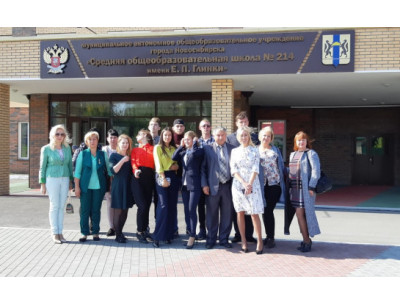 муниципальное автономное общеобразовательное учреждение
города Новосибирска
«Средняя общеобразовательная школа № 214
имени Е. П. Глинки»